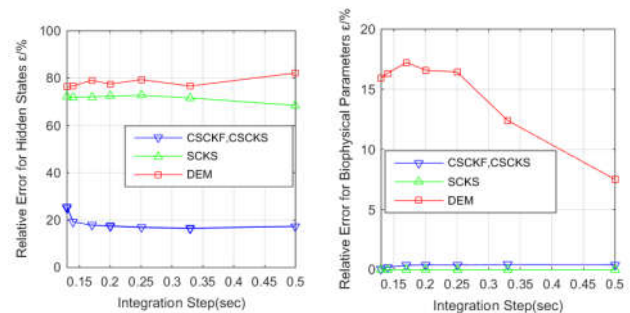 Relative Error for Hidden States ε/%
100
80
60
40
20
0
0.15 0.2 0.25 0.3 0.35 0.4 0.45 0.5
Integration Step(sec)
CSCKF,CSCKS
SCKS
DEM
Relative Error for Biophysical Parameters ε/%
20
15
10
5
0
0.15 0.2 0.25 0.3 0.35 0.4 0.45 0.5
Integration Step(sec)
CSCKF,CSCKS
SCKS
DEM